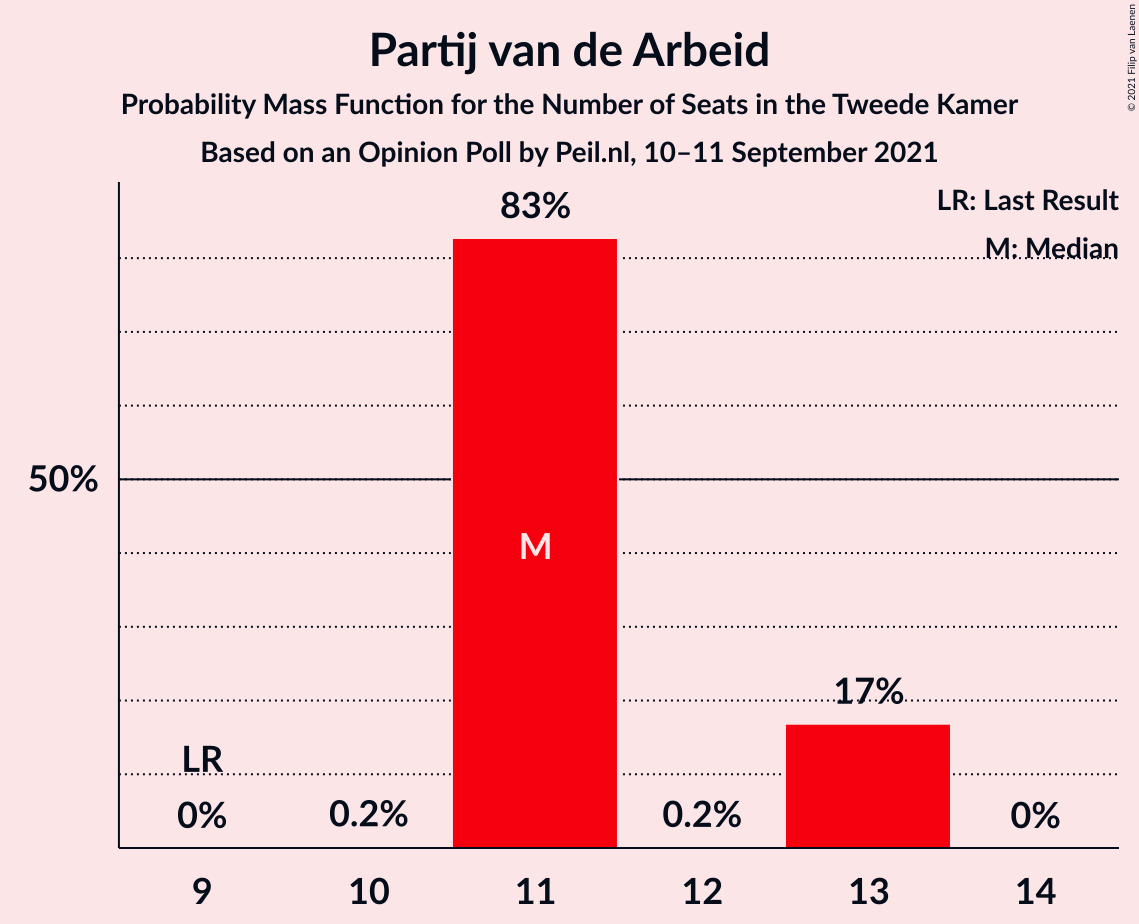 Partij van de Arbeid
Probability Mass Function for the Number of Seats in the Tweede Kamer
Based on an Opinion Poll by Peil.nl, 10–11 September 2021
© 2021 Filip van Laenen
LR: Last Result
M: Median
83%
50%
M
17%
LR
0%
0.2%
0.2%
0%
9
10
11
12
13
14